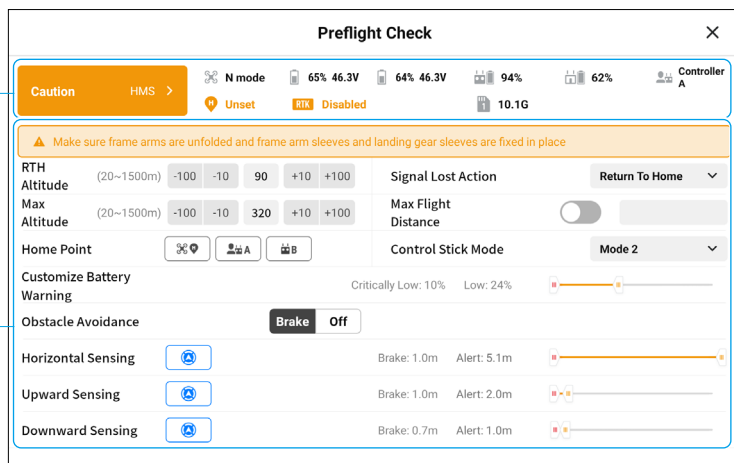 Preflight Check
Caution HMS
N mode 65% 46.3V 64% 46.3V 94% 62% Controller A
H Unset RTK Disabled 1 10.1G
Make sure frame arms are unfolded and frame arm sleeves and landing gear sleeves are fixed in place
RTH Altitude (20~1500m) -100 -10 90 +10 +100 Signal Lost Action Return To Home
Max Altitude (20~1500m) -100 -10 320 +10 +100 Max Flight Distance
Home Point H A B Control Stick Mode Mode 2
Customize Battery Warning Critically Low: 10% Low: 24%
Obstacle Avoidance Brake Off
Horizontal Sensing Brake: 1.0m Alert: 5.1m
Upward Sensing Brake: 1.0m Alert: 2.0m
Downward Sensing Brake: 0.7m Alert: 1.0m